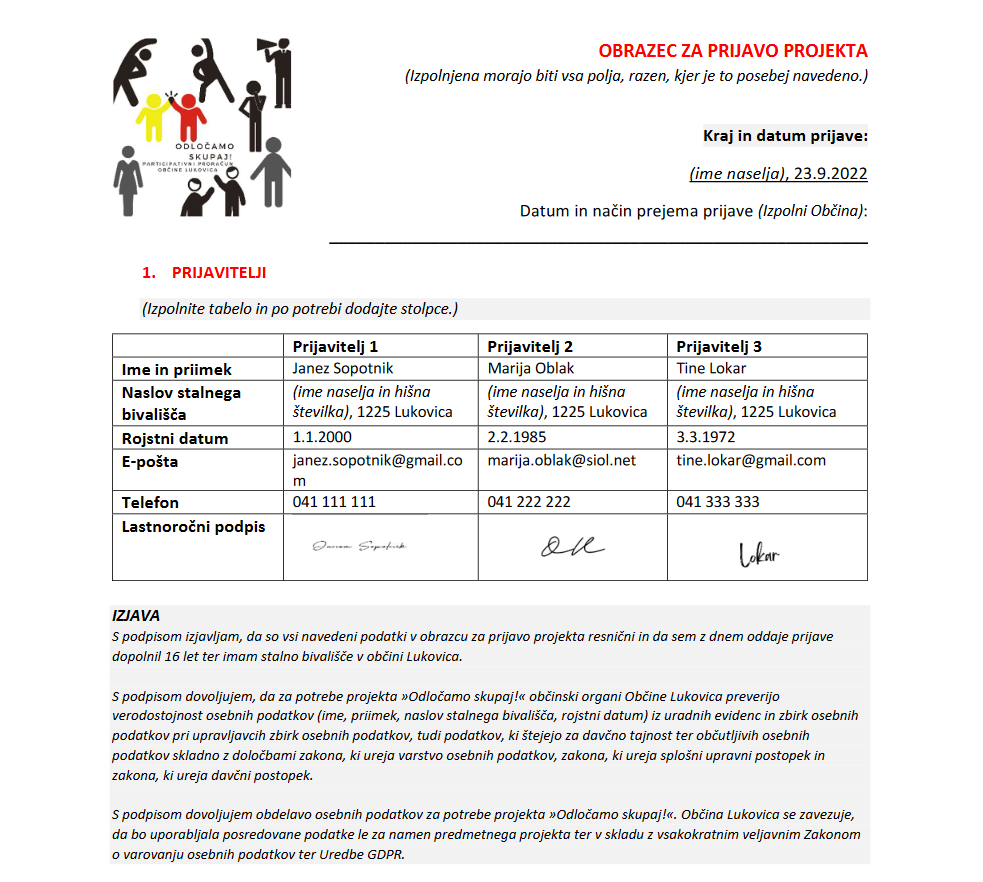 OBRAZEC ZA PRIJAVO PROJEKTA
(Izpolnjena morajo biti vsa polja, razen, kjer je to posebej navedeno.)
ODLOČAMO
SKUPAJ!
PARTICIPATIVNI PRORAČUN
OBČINE LUKOVICA
Kraj in datum prijave:
(ime naselja), 23.9.2022
Datum in način prejema prijave (Izpolni Občina):
1. PRIJAVITELJI
(Izpolnite tabelo in po potrebi dodajte stolpce.)
Prijavitelj 1 Prijavitelj 2 Prijavitelj 3
Ime in priimek Janez Sopotnik Marija Oblak Tine Lokar
Naslov stalnega (ime naselja in hišna (ime naselja in hišna (ime naselja in hišna
bivališča številka), 1225 Lukovica številka), 1225 Lukovica številka), 1225 Lukovica
Rojstni datum 1.1.2000 2.2.1985 3.3.1972
E-pošta janez.sopotnik@gmail.co marija.oblak@siol.net tine.lokar@gmail.com
m
Telefon 041 111 111 041 222 222 041 333 333
Lastnoročni podpis
Lokar
IZJAVA
S podpisom izjavljam, da so vsi navedeni podatki v obrazcu za prijavo projekta resnični in da sem z dnem oddaje prijave
dopolnil 16 let ter imam stalno bivališče v občini Lukovica.
S podpisom dovoljujem, da za potrebe projekta »Odločamo skupaj!« občinski organi Občine Lukovica preverijo
verodostojnost osebnih podatkov (ime, priimek, naslov stalnega bivališča, rojstni datum) iz uradnih evidenc in zbirk osebnih
podatkov pri upravljavcih zbirk osebnih podatkov, tudi podatkov, ki štejejo za davčno tajnost ter občutljivih osebnih
podatkov skladno z določbami zakona, ki ureja varstvo osebnih podatkov, zakona, ki ureja splošni upravni postopek in
zakona, ki ureja davčni postopek.
S podpisom dovoljujem obdelavo osebnih podatkov za potrebe projekta »Odločamo skupaj!«. Občina Lukovica se zavezuje,
da bo uporabljala posredovane podatke le za namen predmetnega projekta ter v skladu z vsakokratnim veljavnim Zakonom
o varovanju osebnih podatkov ter Uredbe GDPR.